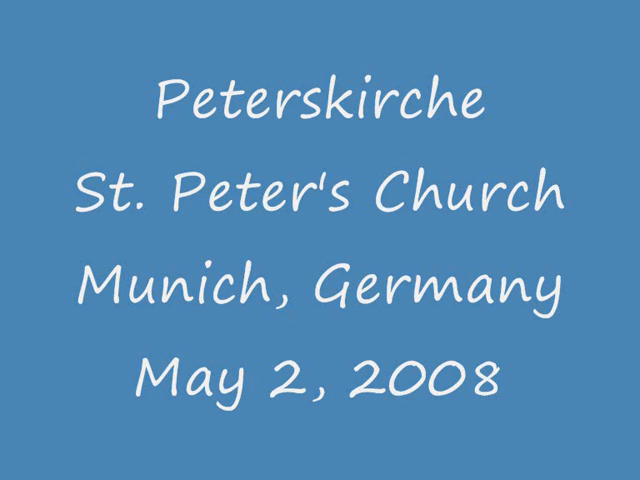 Peterskirche
St. Peter's Church
Munich, Germany
May 2, 2008